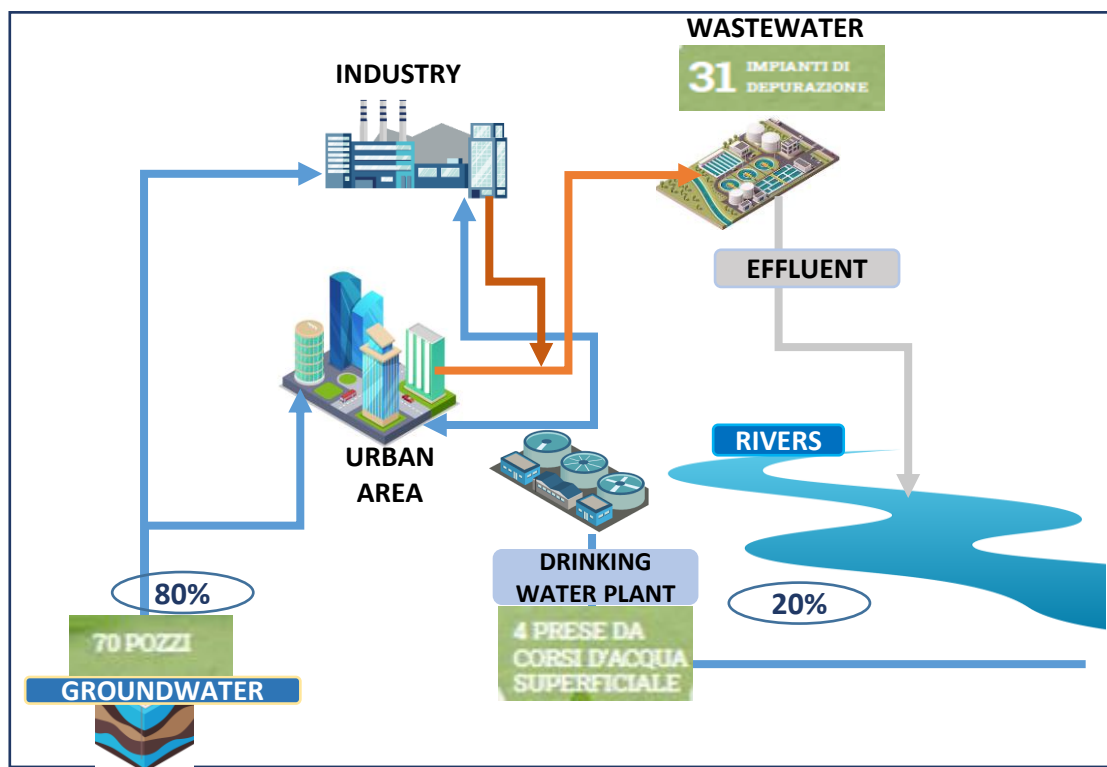 WASTEWATER
31 IMPIANTI DI
DEPURAZIONE
INDUSTRY
EFFLUENT
RIVERS
URBAN
AREA
DRINKING
WATER PLANT
80%
20%
70 POZZI
4 PRESE DA
CORSI D'ACQUA
SUPERFICIALE
GROUNDWATER